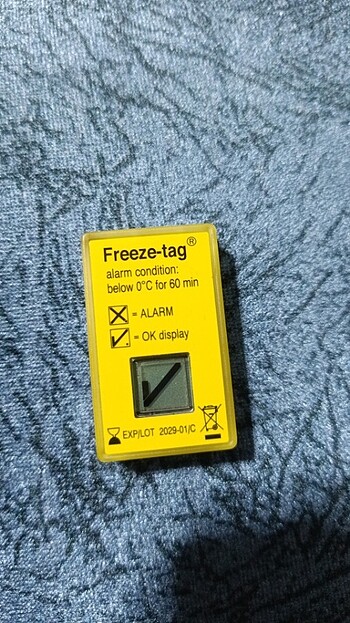 Freeze-tag®
alarm condition:
below 0°C for 60 min
= ALARM
= OK display
EXP/LOT 2029-01/C